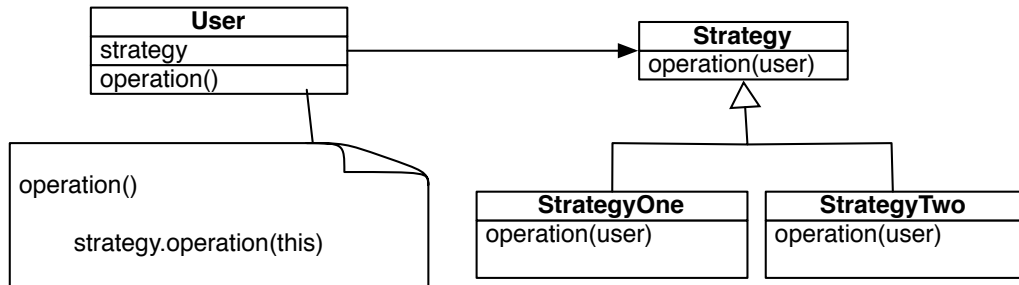 User
strategy
operation()
Strategy
operation(user)
operation()
strategy.operation(this)
StrategyOne
operation(user)
StrategyTwo
operation(user)